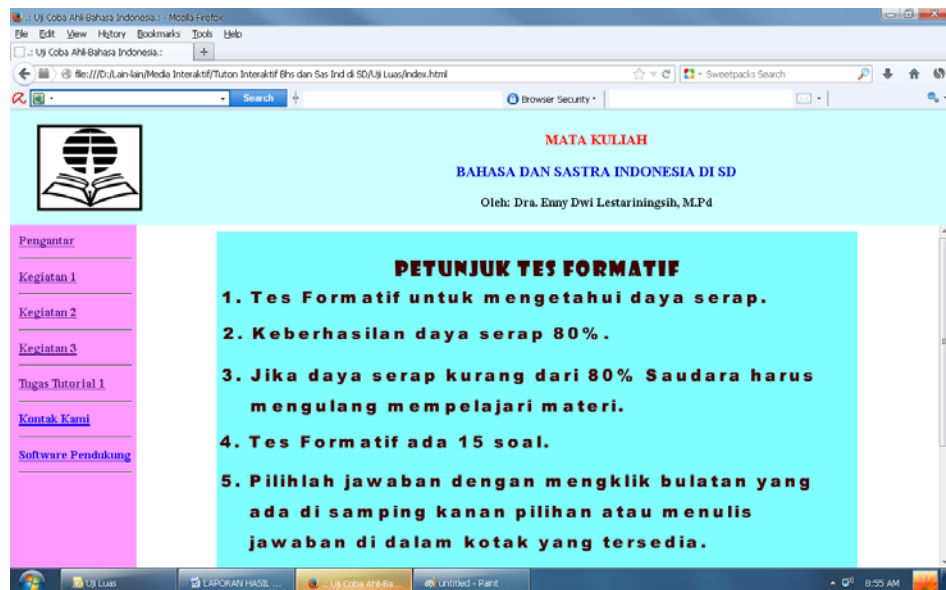 .: Uji Coba Ahli-Bahasa Indonesia.: - Mozilla Firefox
File Edit View History Bookmarks Tools Help
.: Uji Coba Ahli-Bahasa Indonesia.: +
file:///D:/Lain-lain/Media Interaktif/Tuton Interaktif Bhs dan Sas Ind di SD/Uji Luas/index.html Sweetpacks Search
Search Browser Security
MATA KULIAH
BAHASA DAN SASTRA INDONESIA DI SD
Oleh: Dra. Enny Dwi Lestariningsih, M.Pd
Pengantar
Kegiatan 1
Kegiatan 2
Kegiatan 3
Tugas Tutorial 1
Kontak Kami
Software Pendukung
PETUNJUK TES FORMATIF
1. Tes Formatif untuk mengetahui daya serap.
2. Keberhasilan daya serap 80%.
3. Jika daya serap kurang dari 80% Saudara harus
mengulang mempelajari materi.
4. Tes Formatif ada 15 soal.
5. Pilihlah jawaban dengan mengklik bulatan yang
ada di samping kanan pilihan atau menulis
jawaban di dalam kotak yang tersedia.
Uji Luas LAPORAN HASIL ... .: Uji Coba Ahli-Ba... untitled - Paint 8:55 AM